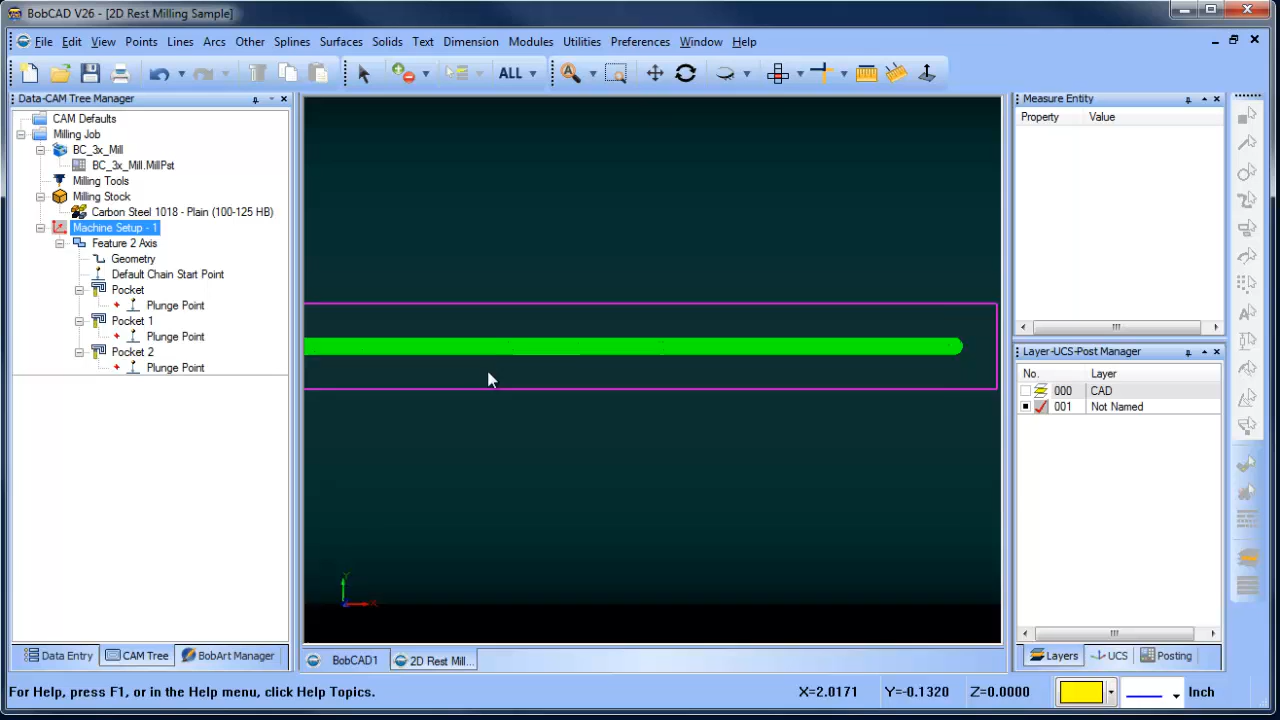 BobCAD V26 - [2D Rest Milling Sample]
File Edit View Points Lines Arcs Other Splines Surfaces Solids Text Dimension Modules Utilities Preferences Window Help
ALL
Data-CAM Tree Manager
CAM Defaults
Milling Job
BC_3x_Mill
BC_3x_Mill.MillPst
Milling Tools
Milling Stock
Carbon Steel 1018 - Plain (100-125 HB)
Machine Setup - 1
Feature 2 Axis
Geometry
Default Chain Start Point
Pocket
Plunge Point
Pocket 1
Plunge Point
Pocket 2
Plunge Point
Data Entry CAM Tree BobArt Manager
Y
X
BobCAD1 2D Rest Mill...
Measure Entity
Property Value
Layer-UCS-Post Manager
No. Layer
000 CAD
001 Not Named
Layers UCS Posting
For Help, press F1, or in the Help menu, click Help Topics. X=2.0171 Y=-0.1320 Z=0.0000 Inch